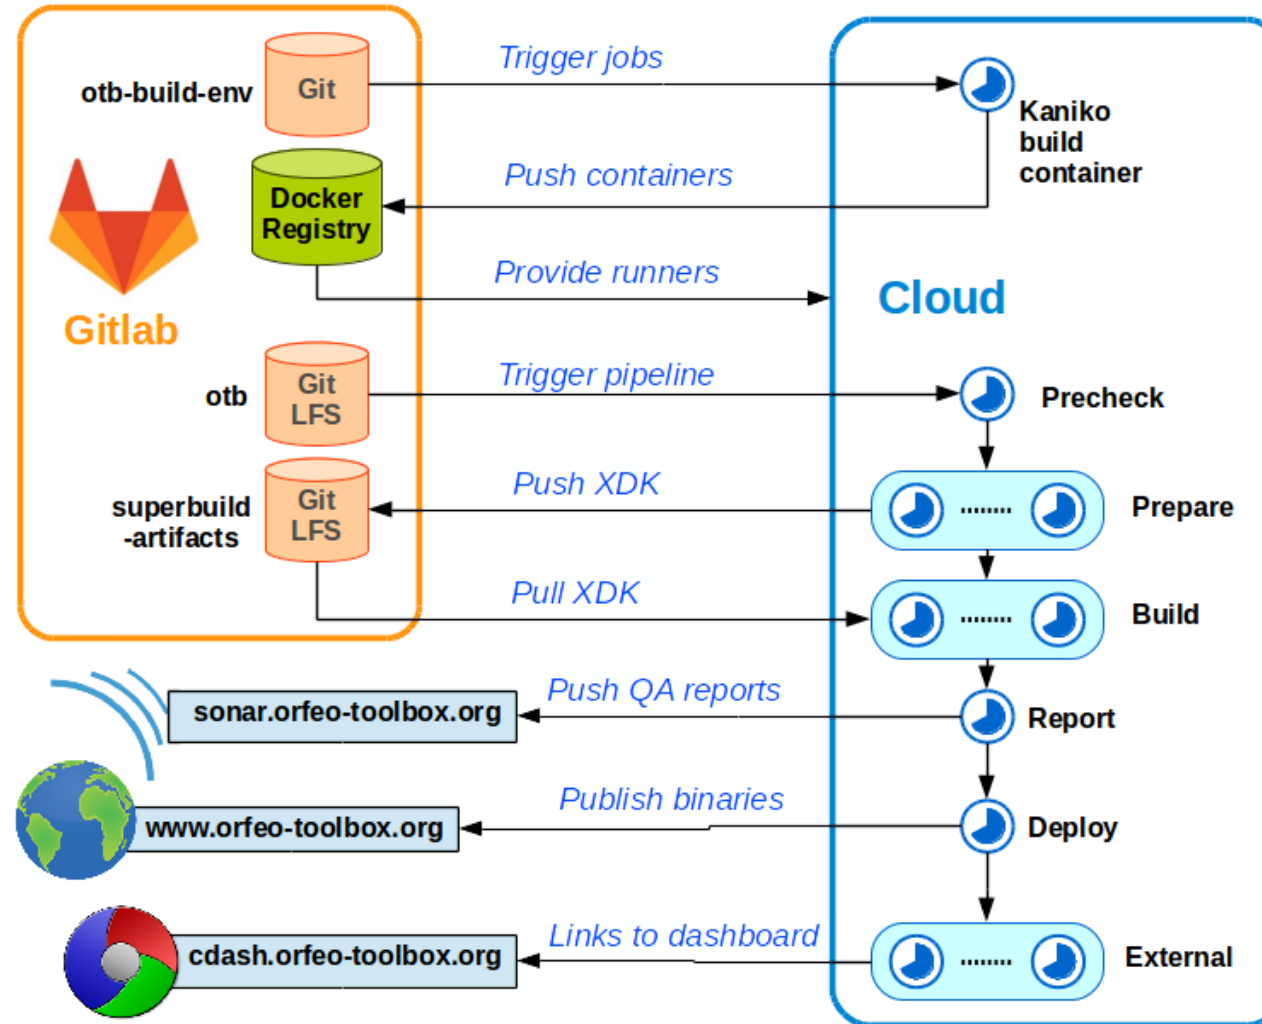 Trigger jobs
otb-build-env
Git
Kaniko
build
container
Push containers
Docker
Registry
Provide runners
Cloud
Gitlab
Trigger pipeline
otb
Git
LFS
Precheck
Push XDK
superbuild
-artifacts
Git
LFS
Prepare
Pull XDK
Build
Push QA reports
sonar.orfeo-toolbox.org
Report
Publish binaries
www.orfeo-toolbox.org
Deploy
Links to dashboard
cdash.orfeo-toolbox.org
External